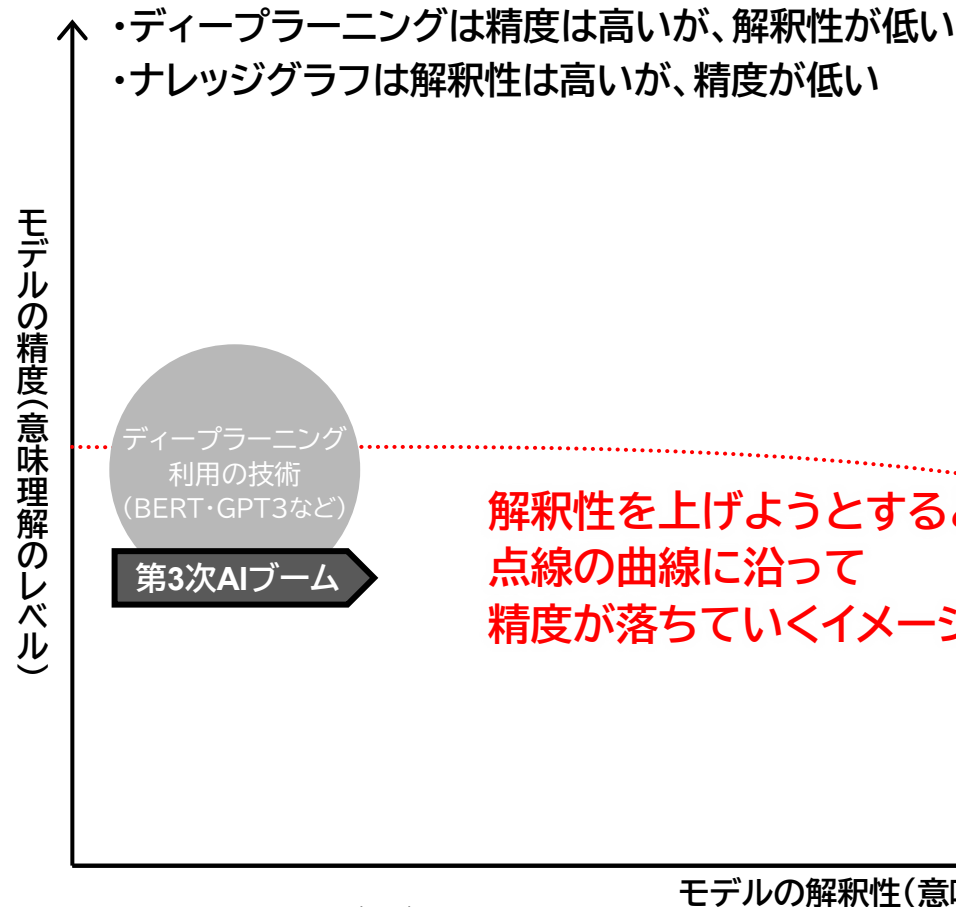 ・ディープラーニングは精度は高いが、解釈性が低い
・ナレッジグラフは解釈性は高いが、精度が低い
モデルの精度(意味理解のレベル)
ディープラーニング
利用の技術
(BERT・GPT3など)
第3次AIブーム
解釈性を上げようとすると
点線の曲線に沿って
精度が落ちていくイメージ
モデルの解釈性(意